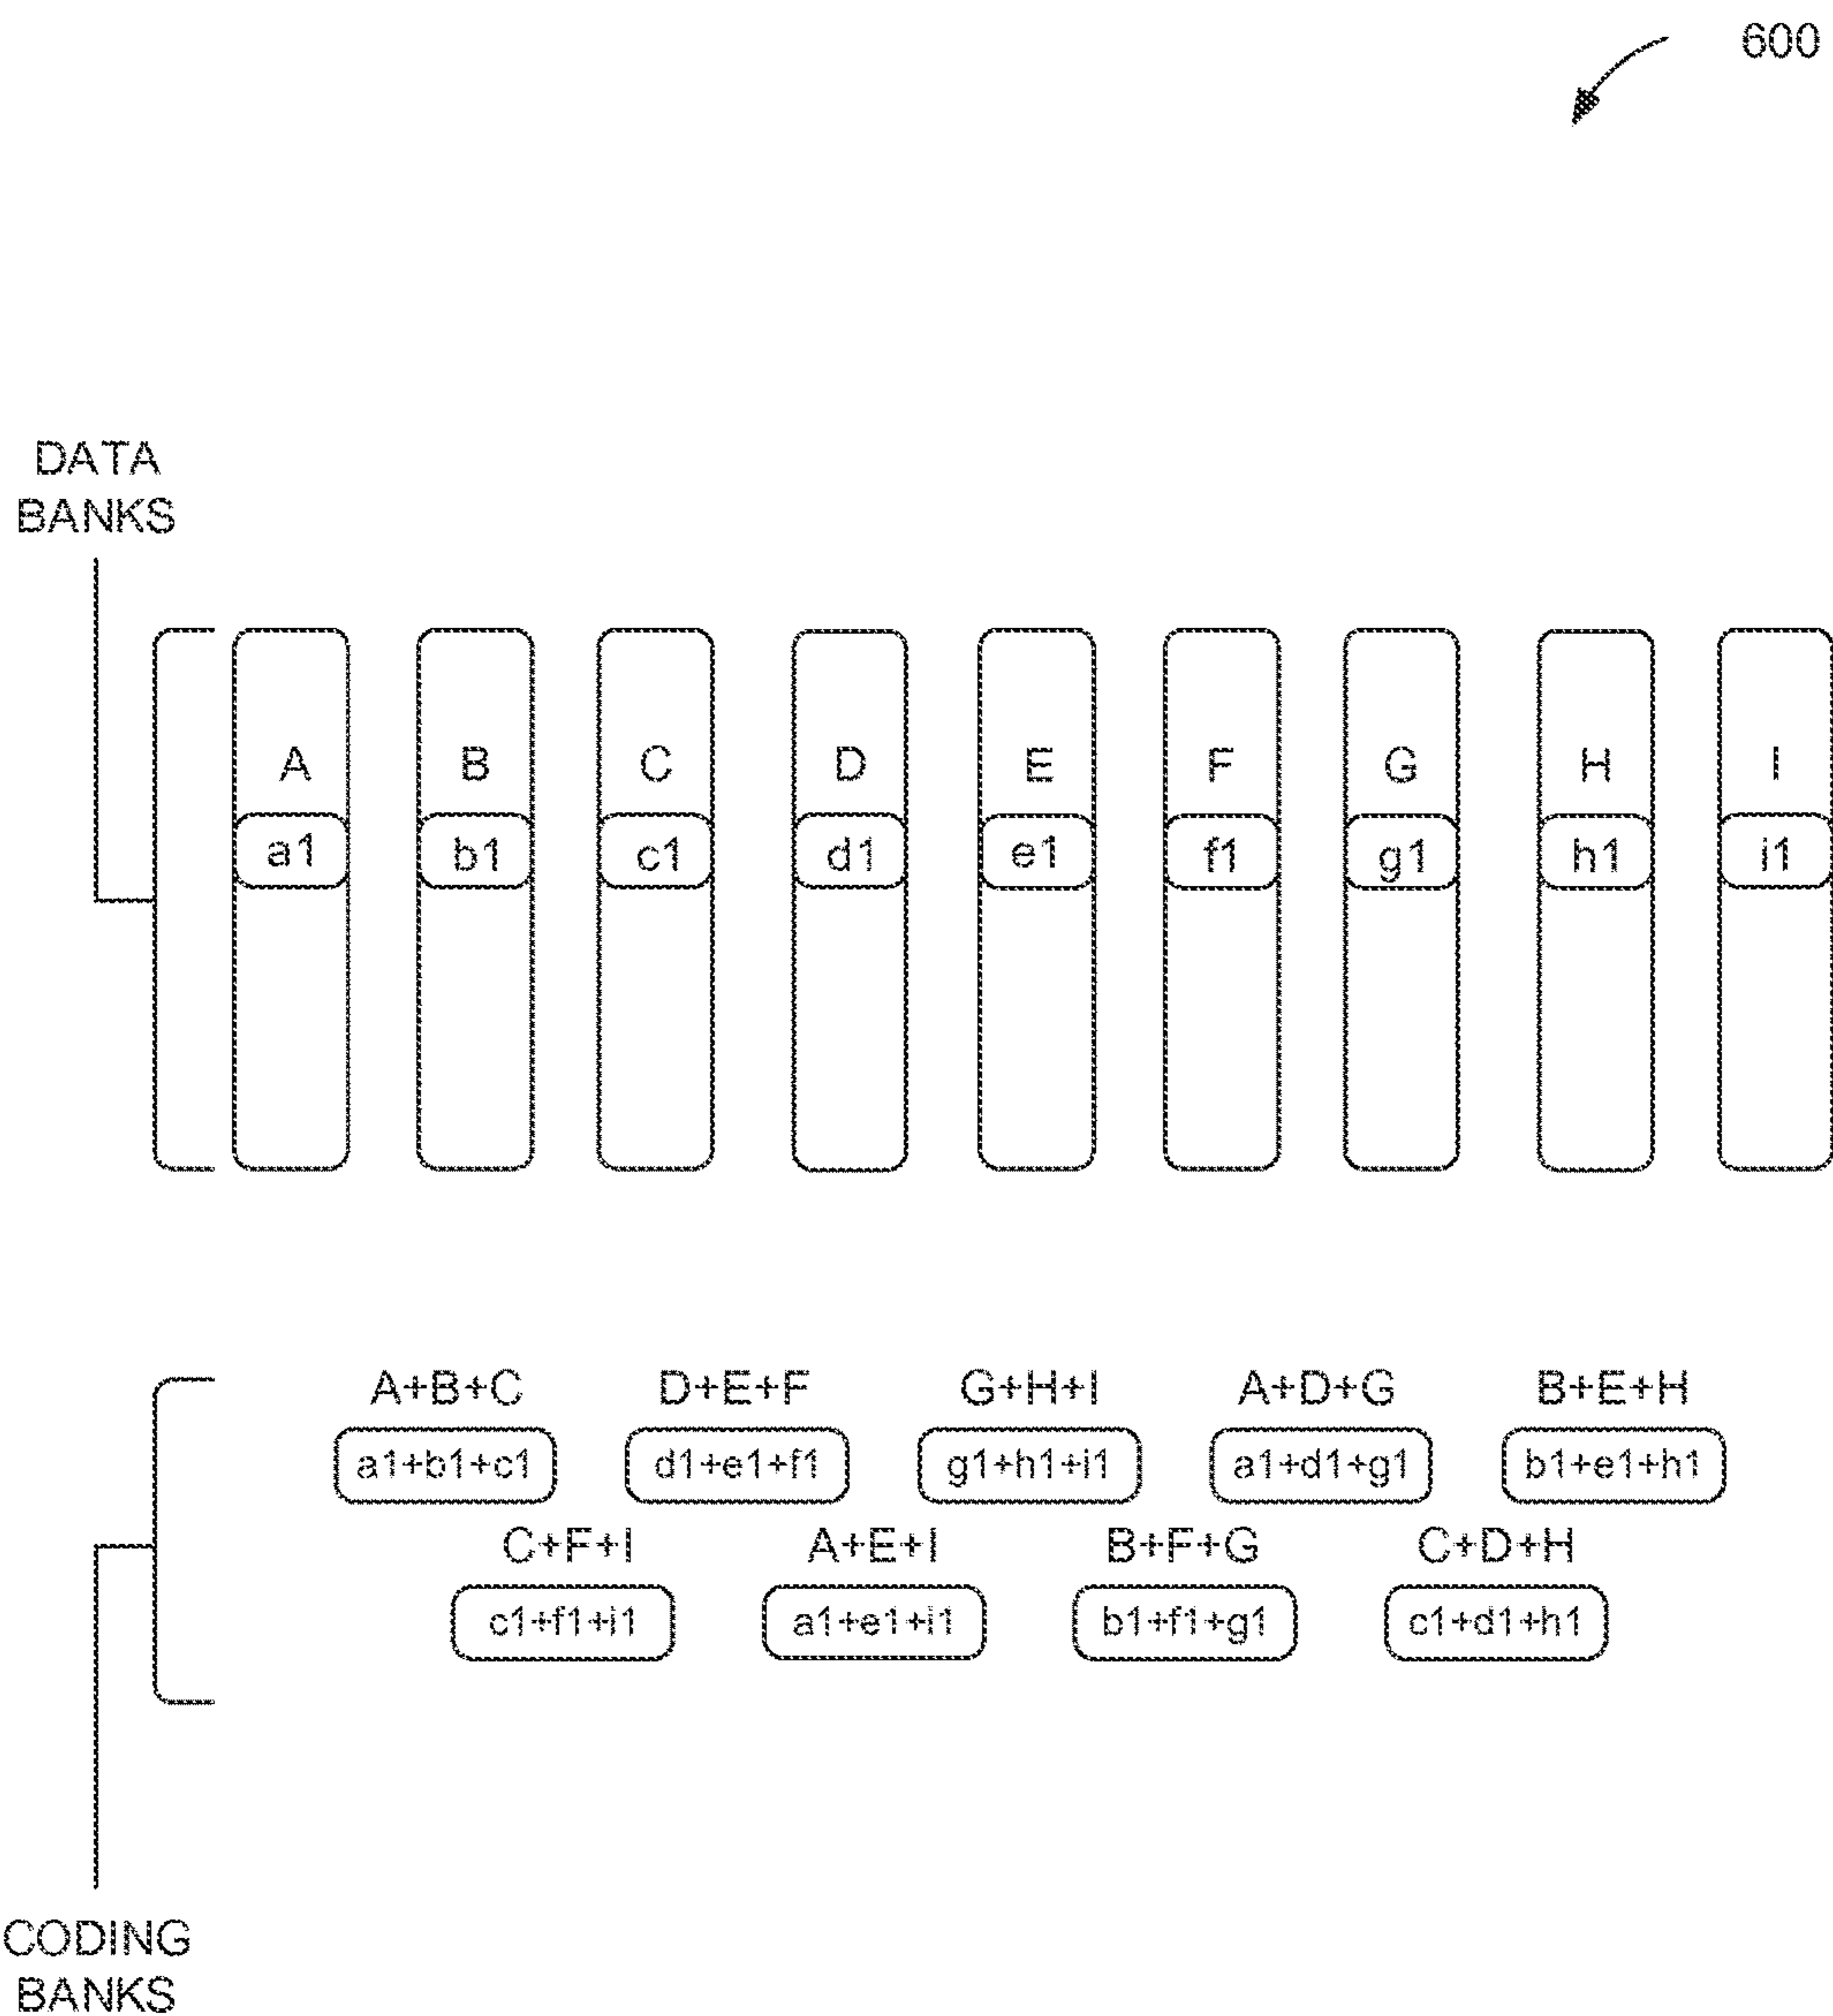 600
DATA
BANKS
A B C D E F G H I
a1 b1 c1 d1 e1 f1 g1 h1 i1
A+B+C D+E+F G+H+I A+D+G B+E+H
a1+b1+c1 d1+e1+f1 g1+h1+i1 a1+d1+g1 b1+e1+h1
C+F+I A+E+I B+F+G C+D+H
c1+f1+i1 a1+e1+i1 b1+f1+g1 c1+d1+h1
CODING
BANKS